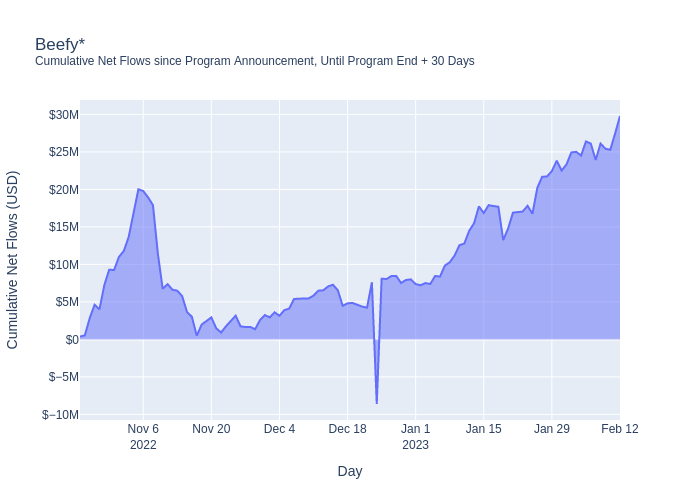 Beefy*
Cumulative Net Flows since Program Announcement, Until Program End + 30 Days
Cumulative Net Flows (USD)
$30M
$25M
$20M
$15M
$10M
$5M
$0
$−5M
$−10M
Nov 6
2022
Nov 20
Dec 4
Dec 18
Jan 1
2023
Jan 15
Jan 29
Feb 12
Day